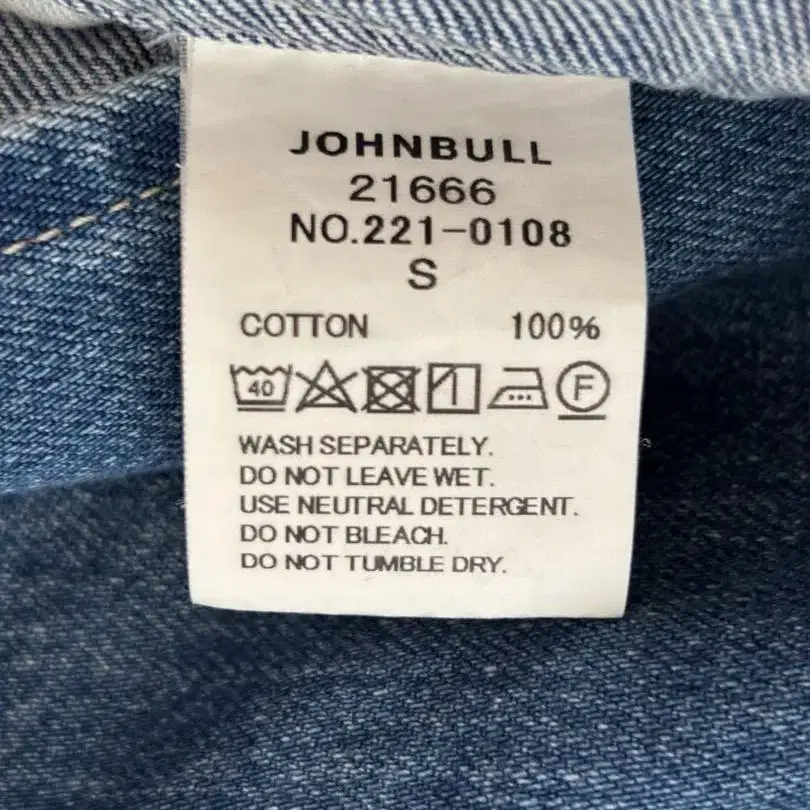 JOHNBULL
21666
NO.221-0108
S
COTTON 100%
40 F
WASH SEPARATELY.
DO NOT LEAVE WET.
USE NEUTRAL DETERGENT.
DO NOT BLEACH.
DO NOT TUMBLE DRY.